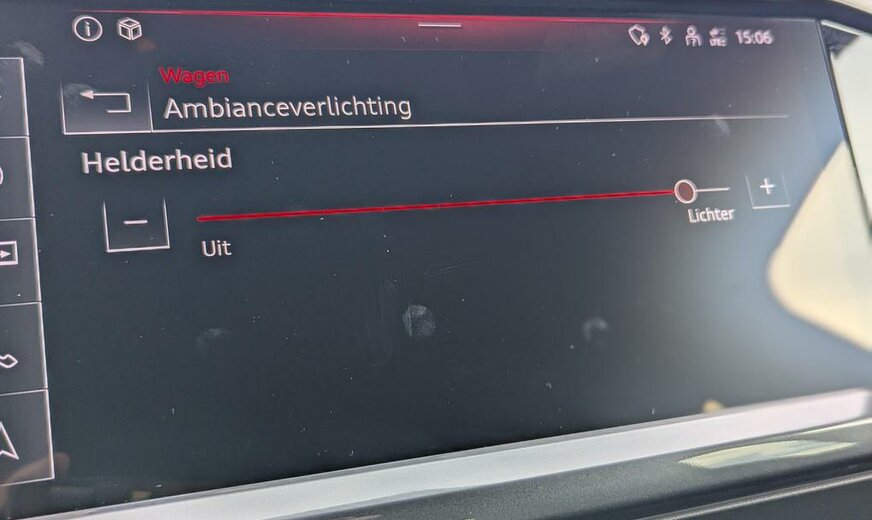 15:06
Wagen
Ambianceverlichting
Helderheid
− +
Uit
Lichter